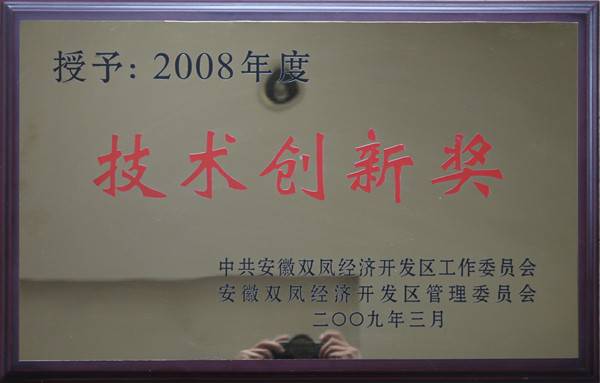 授予：2008年度
技术创新奖
中共安徽双凤经济开发区工作委员会
安徽双凤经济开发区管理委员会
二〇〇九年三月